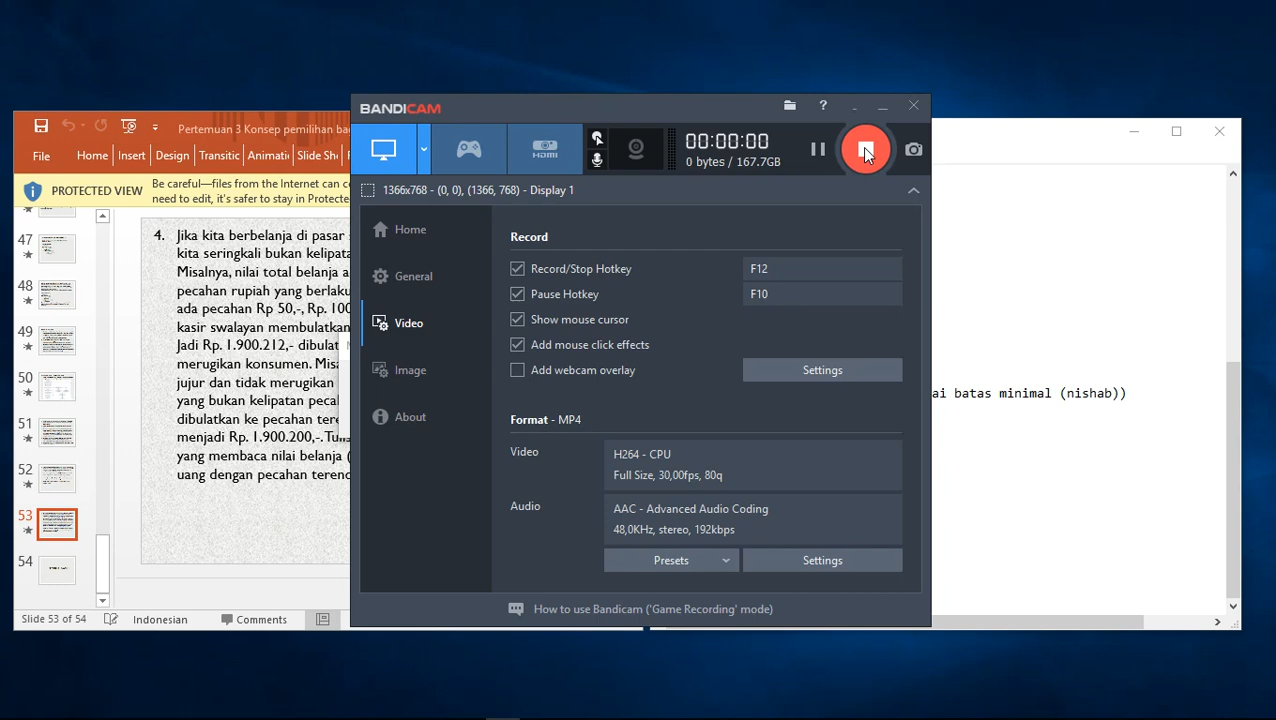 Pertemuan 3 Konsep pemilihan ba
File Home Insert Design Transitic Animati Slide Sh
PROTECTED VIEW
Be careful—files from the Internet can c
need to edit, it's safer to stay in Protecte
47
48
49
50
51
52
53
54
4. Jika kita berbelanja di pasar
kita seringkali bukan kelipata
Misalnya, nilai total belanja a
pecahan rupiah yang berlaku
ada pecahan Rp 50,-, Rp. 100
kasir swalayan membulatkan
Jadi Rp. 1.900.212,- dibulat
merugikan konsumen. Misa
jujur dan tidak merugikan
yang bukan kelipatan pecal
dibulatkan ke pecahan tere
menjadi Rp. 1.900.200,-. Tulis
yang membaca nilai belanja (
uang dengan pecahan terend
Slide 53 of 54 Indonesian Comments
BANDICAM
?
HDMI
00:00:00
0 bytes / 167.7GB
1366x768 - (0, 0), (1366, 768) - Display 1
Home
General
Video
Image
About
Record
Record/Stop Hotkey F12
Pause Hotkey F10
Show mouse cursor
Add mouse click effects
Add webcam overlay Settings
Format - MP4
Video
H264 - CPU
Full Size, 30,00fps, 80q
Audio
AAC - Advanced Audio Coding
48,0KHz, stereo, 192kbps
Presets Settings
How to use Bandicam ('Game Recording' mode)
ai batas minimal (nishab))